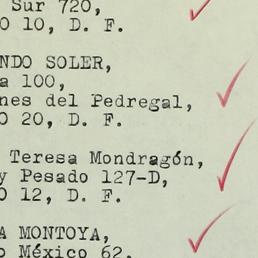 Sur 720,
O 10, D. F.
NDO SOLER,
a 100,
nes del Pedregal,
O 20, D. F.
Teresa Mondragón,
y Pesado 127-D,
O 12, D. F.
A MONTOYA,
o México 62.